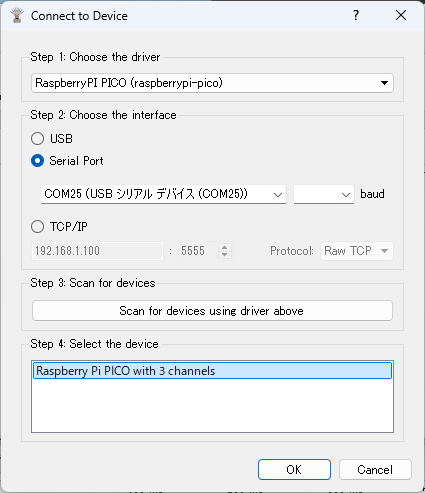 Connect to Device
?
Step 1: Choose the driver
RaspberryPI PICO (raspberrypi-pico)
Step 2: Choose the interface
USB
Serial Port
COM25 (USB シリアル デバイス (COM25)) baud
TCP/IP
192.168.1.100 : 5555 Protocol: Raw TCP
Step 3: Scan for devices
Scan for devices using driver above
Step 4: Select the device
Raspberry Pi PICO with 3 channels
OK Cancel